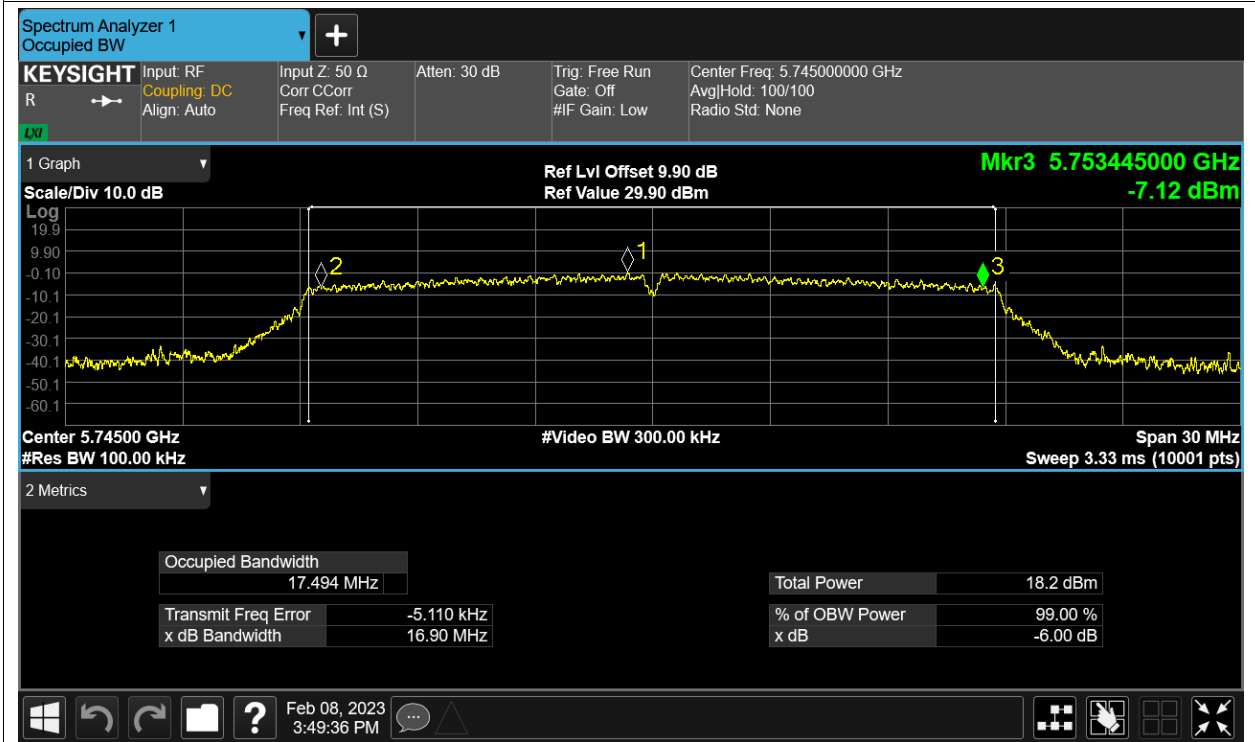 Spectrum Analyzer 1
Occupied BW
+
KEYSIGHT
R
LXI
Input: RF
Coupling: DC
Align: Auto
Input Z: 50 Ω
Corr CCorr
Freq Ref: Int (S)
Atten: 30 dB
Trig: Free Run
Gate: Off
#IF Gain: Low
Center Freq: 5.745000000 GHz
Avg|Hold: 100/100
Radio Std: None
1 Graph
Scale/Div 10.0 dB
Ref Lvl Offset 9.90 dB
Ref Value 29.90 dBm
Mkr3 5.753445000 GHz
-7.12 dBm
Log
19.9
9.90
-0.10
-10.1
-20.1
-30.1
-40.1
-50.1
-60.1
2
1
3
Center 5.74500 GHz
#Res BW 100.00 kHz
#Video BW 300.00 kHz
Span 30 MHz
Sweep 3.33 ms (10001 pts)
2 Metrics
Occupied Bandwidth
17.494 MHz
Transmit Freq Error -5.110 kHz
x dB Bandwidth 16.90 MHz
Total Power 18.2 dBm
% of OBW Power 99.00 %
x dB -6.00 dB
?
Feb 08, 2023
3:49:36 PM